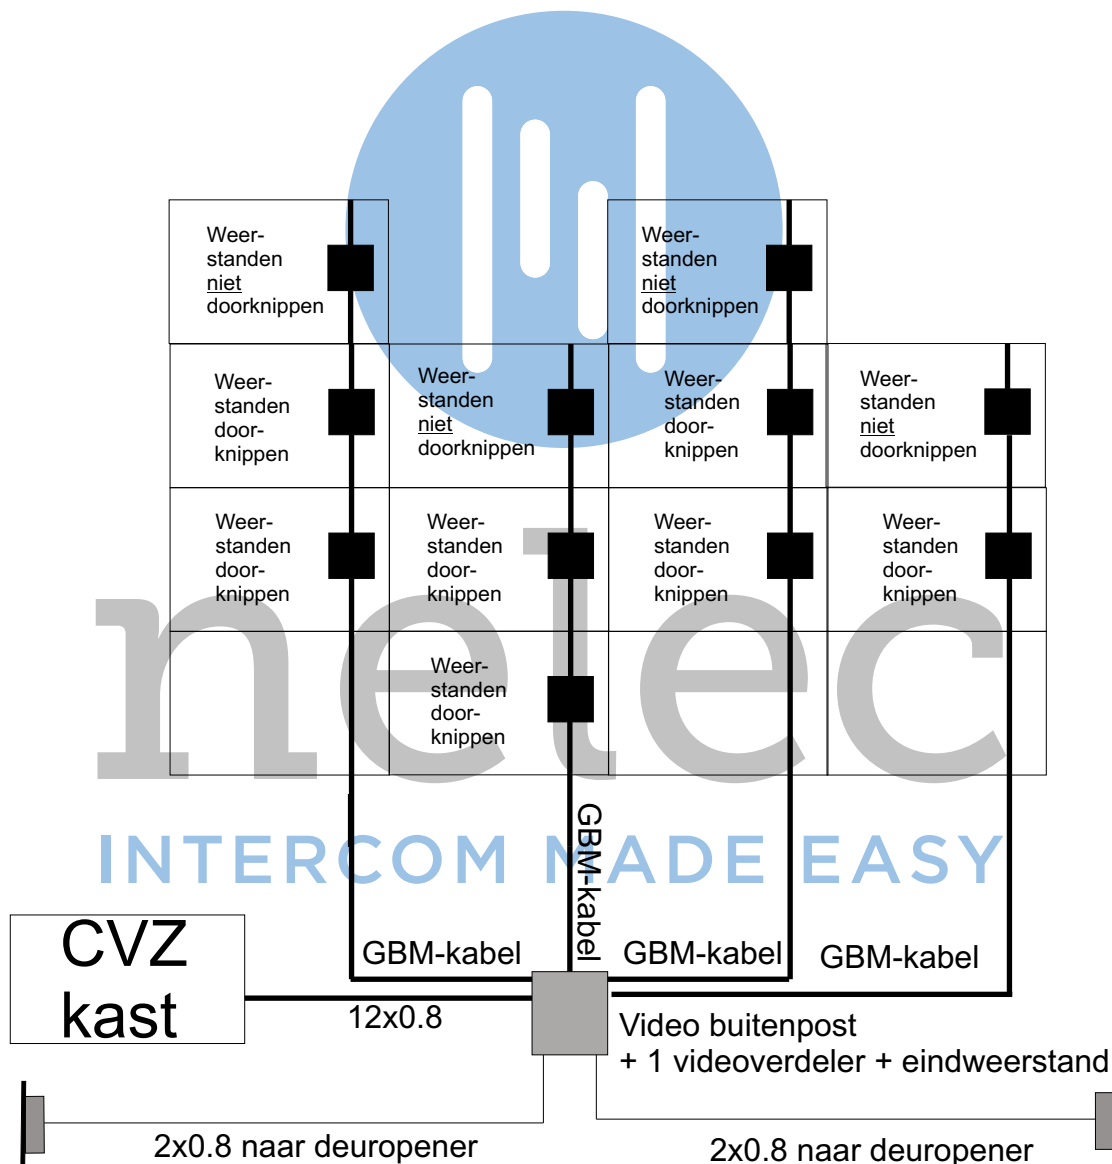 Weer-
standen
niet
doorknippen
Weer-
standen
niet
doorknippen
Weer-
standen
door-
knippen
Weer-
standen
niet
doorknippen
Weer-
standen
door-
knippen
Weer-
standen
niet
doorknippen
Weer-
standen
door-
knippen
Weer-
standen
door-
knippen
Weer-
standen
door-
knippen
Weer-
standen
door-
knippen
nelec
Weer-
standen
door-
knippen
INTERCOM MADE EASY
GBM-kabel
CVZ
kast
GBM-kabel
GBM-kabel
GBM-kabel
12x0.8
Video buitenpost
+ 1 videoverdeler + eindweerstand
2x0.8 naar deuropener
2x0.8 naar deuropener